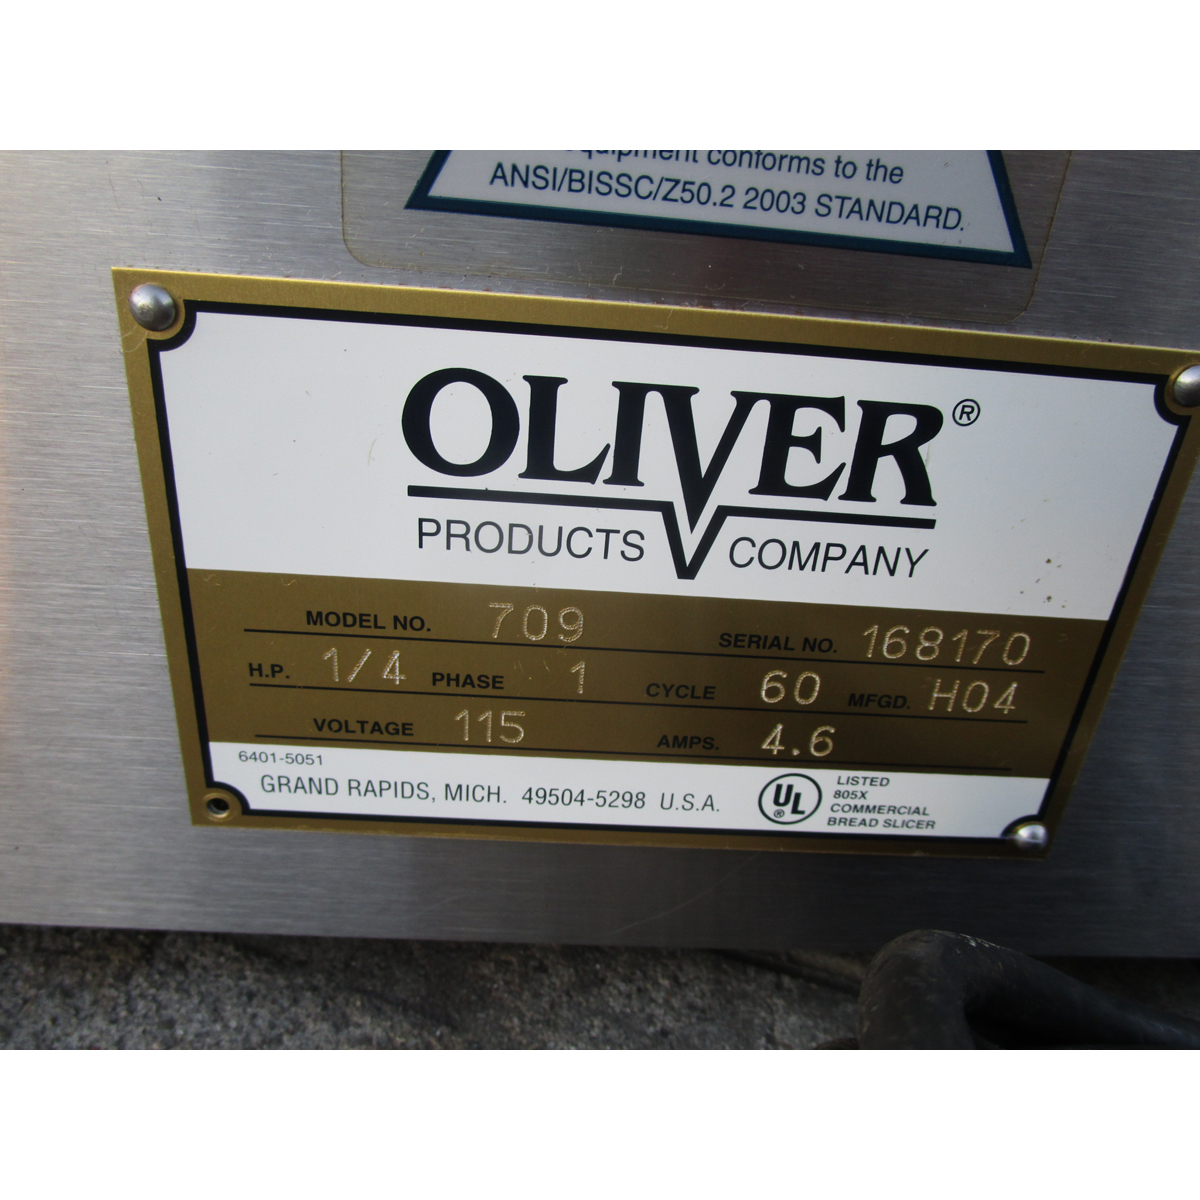 equipment conforms to the
ANSI/BISSC/Z50.2 2003 STANDARD.
OLIVER®
PRODUCTS COMPANY
MODEL NO. 709 SERIAL NO. 168170
H.P. 1/4 PHASE 1 CYCLE 60 MFGD. H04
VOLTAGE 115 AMPS. 4.6
6401-5051
GRAND RAPIDS, MICH. 49504-5298 U.S.A.
UL®
LISTED
805X
COMMERCIAL
BREAD SLICER